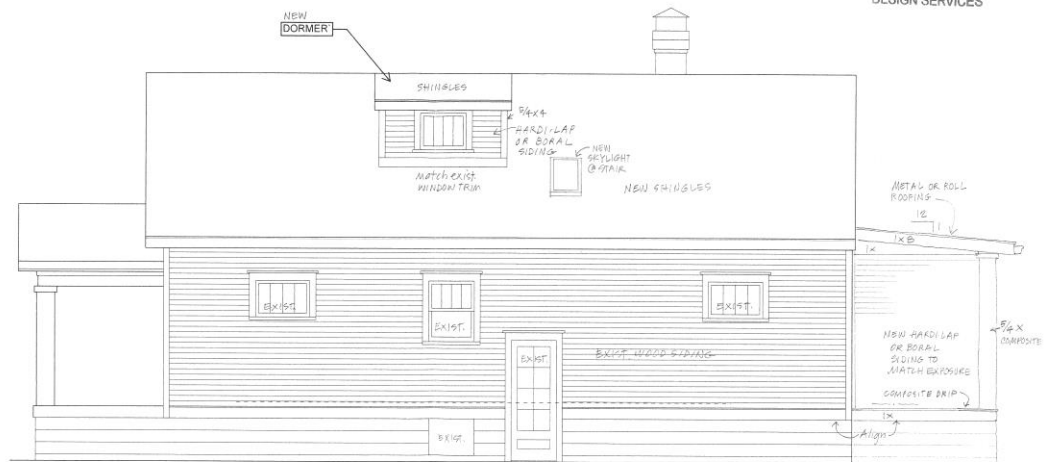 DESIGN SERVICES
NEW
DORMER
SHINGLES
5/4X4
HARDI-LAP
OR BORAL
SIDING
match exist
WINDOW TRIM
NEW
SKYLIGHT
@ STAIR
NEW SHINGLES
METAL OR ROLL
ROOFING
12
1
1X8
1X
EXIST.
EXIST.
EXIST.
EXIST.
EXIST WOOD SIDING
NEW HARDI LAP
OR BORAL
SIDING TO
MATCH EXPOSURE
5/4 X
COMPOSITE
COMPOSITE DRIP
1X
Align
EXIST.